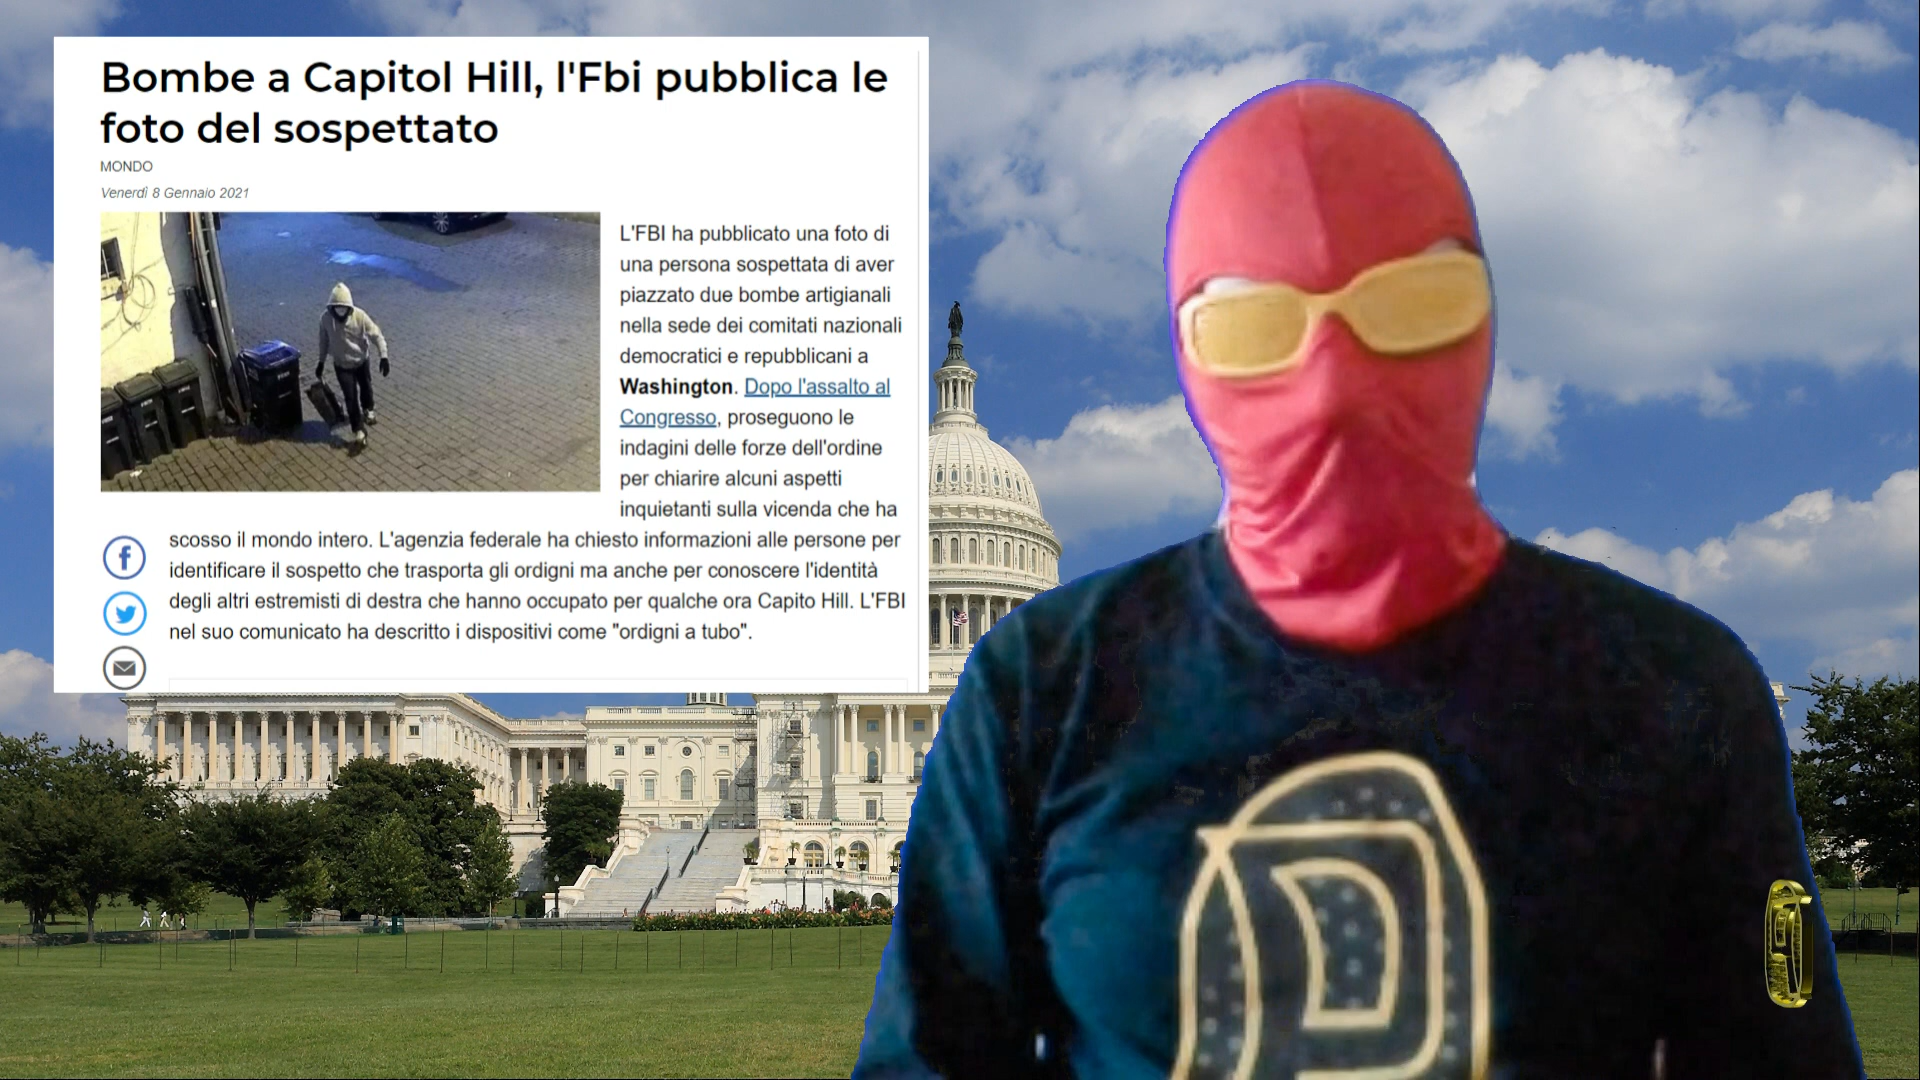 Bombe a Capitol Hill, l'Fbi pubblica le
foto del sospettato
MONDO
Venerdì 8 Gennaio 2021
L'FBI ha pubblicato una foto di
una persona sospettata di aver
piazzato due bombe artigianali
nella sede dei comitati nazionali
democratici e repubblicani a
Washington. Dopo l'assalto al
Congresso, proseguono le
indagini delle forze dell'ordine
per chiarire alcuni aspetti
inquietanti sulla vicenda che ha
scosso il mondo intero. L'agenzia federale ha chiesto informazioni alle persone per
identificare il sospetto che trasporta gli ordigni ma anche per conoscere l'identità
degli altri estremisti di destra che hanno occupato per qualche ora Capito Hill. L'FBI
nel suo comunicato ha descritto i dispositivi come "ordigni a tubo".